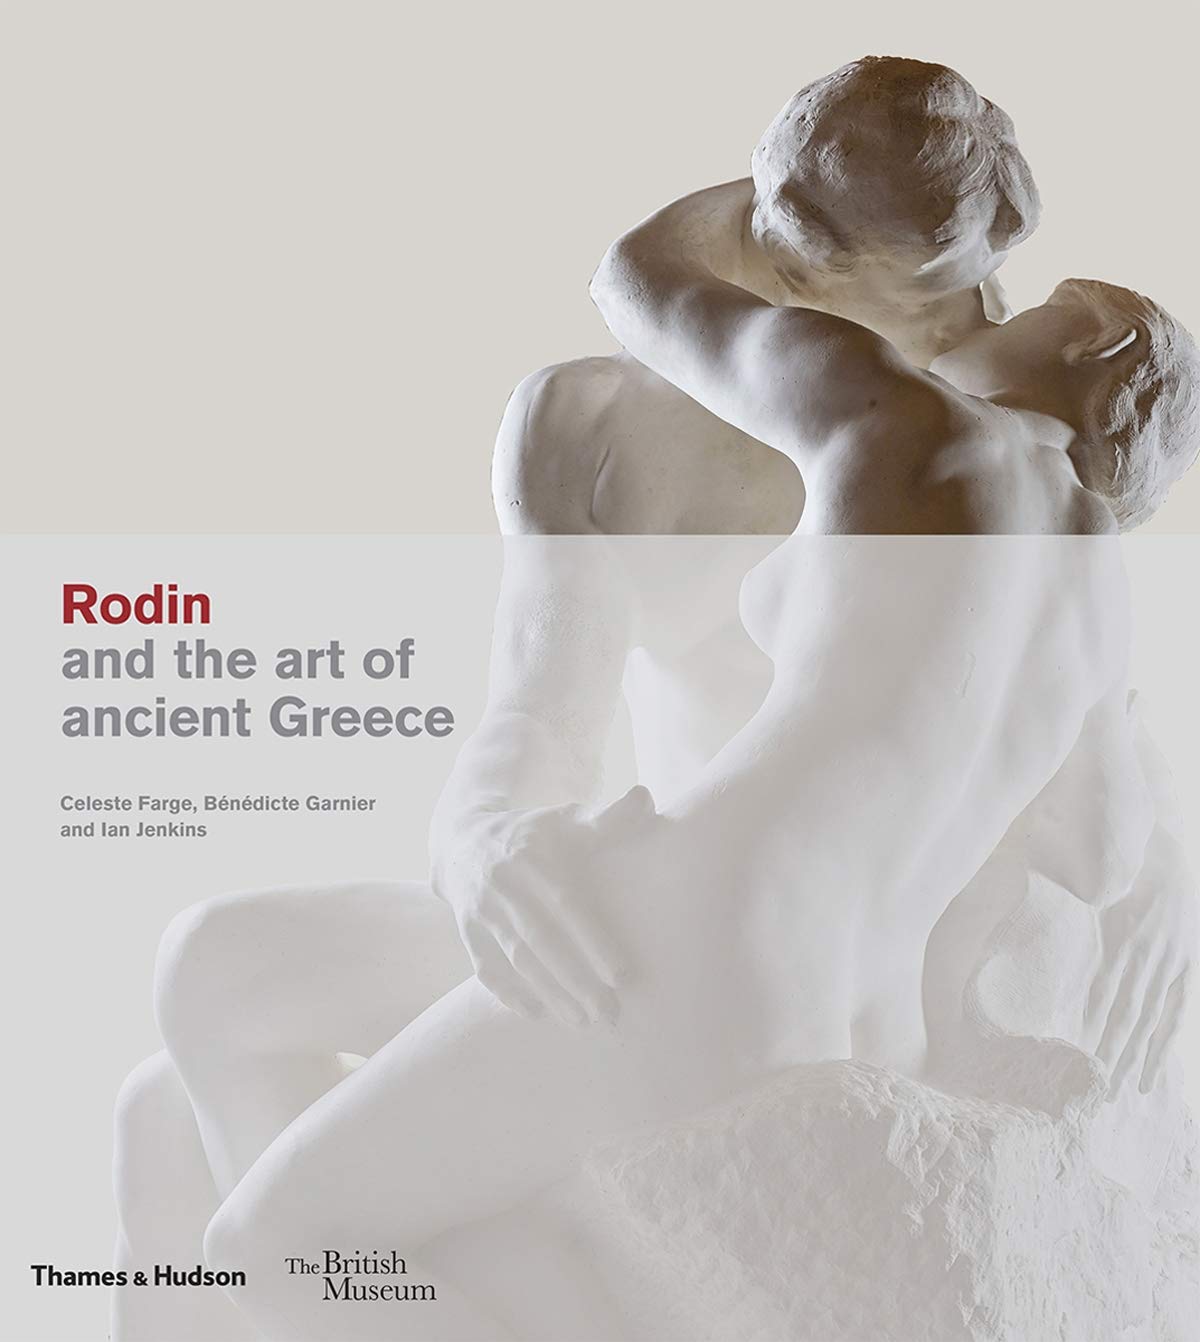 Rodin
and the art of
ancient Greece
Celeste Farge, Bénédicte Garnier
and Ian Jenkins
Thames & Hudson
The British
Museum